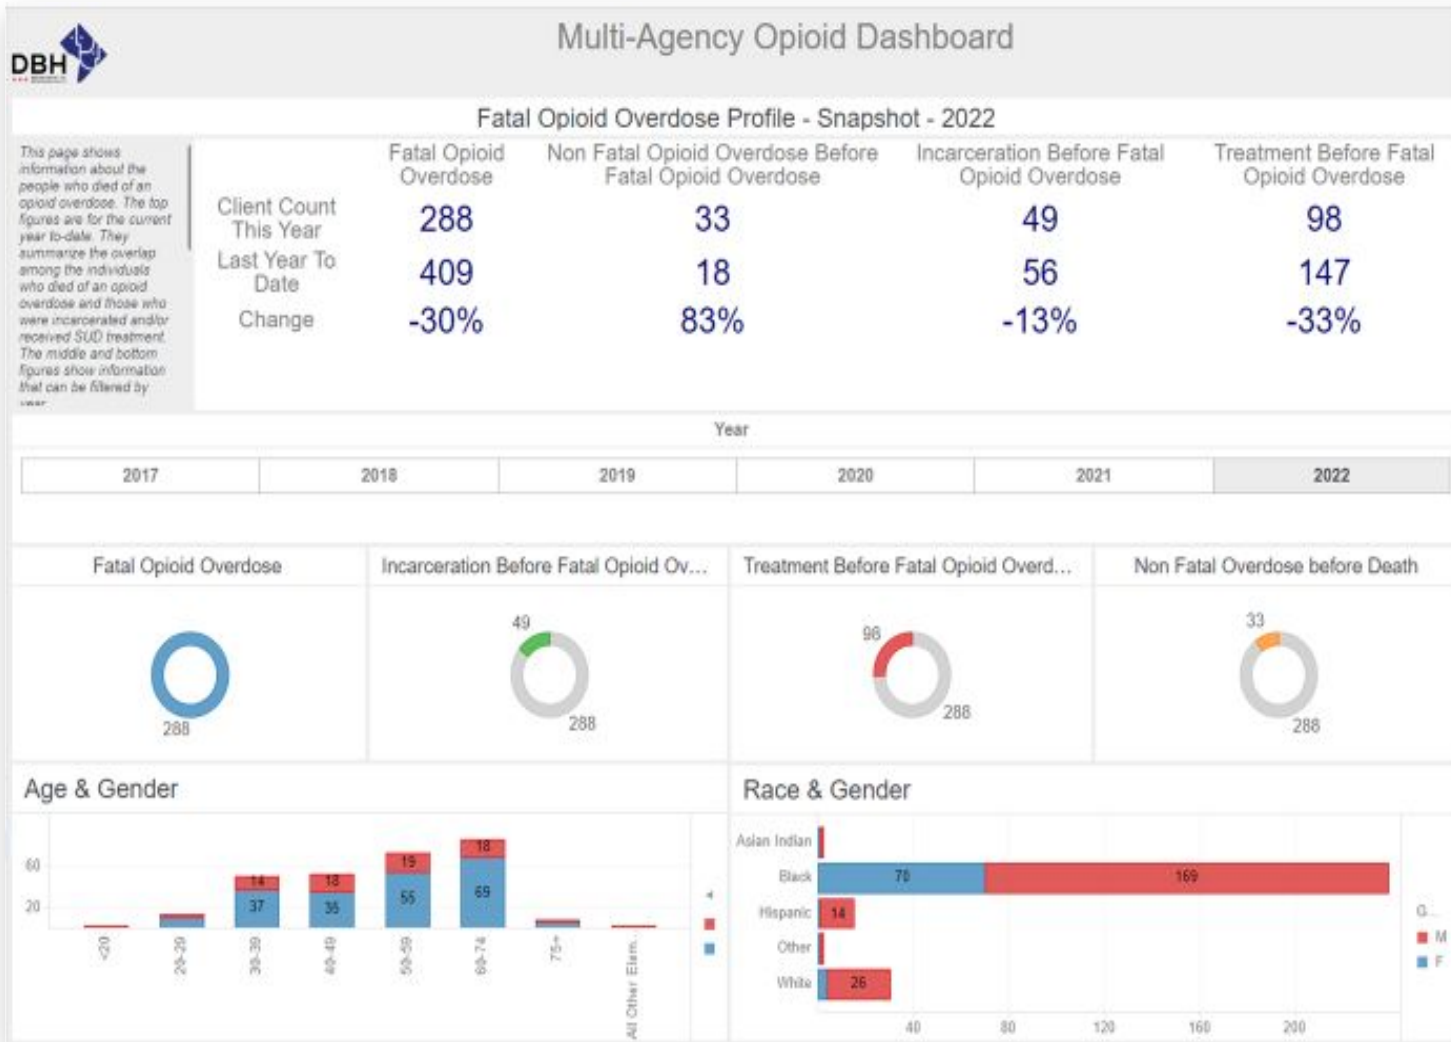 Multi-Agency Opioid Dashboard
DBH
Fatal Opioid Overdose Profile - Snapshot - 2022
This page shows
information about the
people who died of an
opioid overdose. The top
figures are for the current
year to-date. They
summarize the overlap
among the individuals
who died of an opioid
overdose and those who
were incarcerated and/or
received SUD treatment.
The middle and bottom
figures show information
that can be filtered by
year
Fatal Opioid
Overdose
Non Fatal Opioid Overdose Before
Fatal Opioid Overdose
Incarceration Before Fatal
Opioid Overdose
Treatment Before Fatal
Opioid Overdose
Client Count
This Year
288 33 49 98
Last Year To
Date
409 18 56 147
Change -30% 83% -13% -33%
Year
2017 2018 2019 2020 2021 2022
Fatal Opioid Overdose
288
Incarceration Before Fatal Opioid Ov...
49
288
Treatment Before Fatal Opioid Overd...
98
288
Non Fatal Overdose before Death
33
288
Age & Gender
60
20
14
37
18
35
19
55
18
69
<20
20-29
30-39
40-49
50-59
60-74
75+
All Other Elem...
Race & Gender
Asian Indian
Black 70 169
Hispanic 14
Other
White 26
40 80 120 160 200
G...
M
F